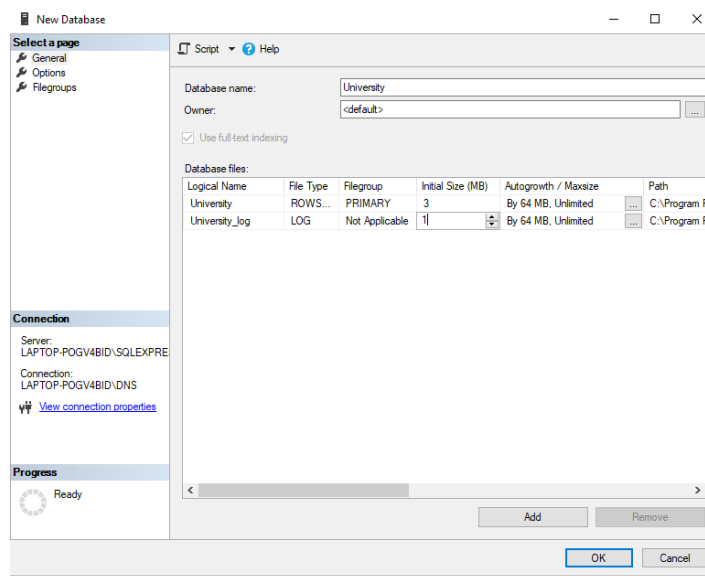 New Database
Select a page
General
Options
Filegroups
Script Help
Database name: University
Owner: <default> ...
Use full-text indexing
Database files:
Logical Name File Type Filegroup Initial Size (MB) Autogrowth / Maxsize Path
University ROWS... PRIMARY 3 By 64 MB, Unlimited ... C:\Program F
University_log LOG Not Applicable 1 By 64 MB, Unlimited ... C:\Program F
Connection
Server:
LAPTOP-POGV4BID\SQLEXPRE
Connection:
LAPTOP-POGV4BID\DNS
View connection properties
Progress
Ready
Add Remove
OK Cancel